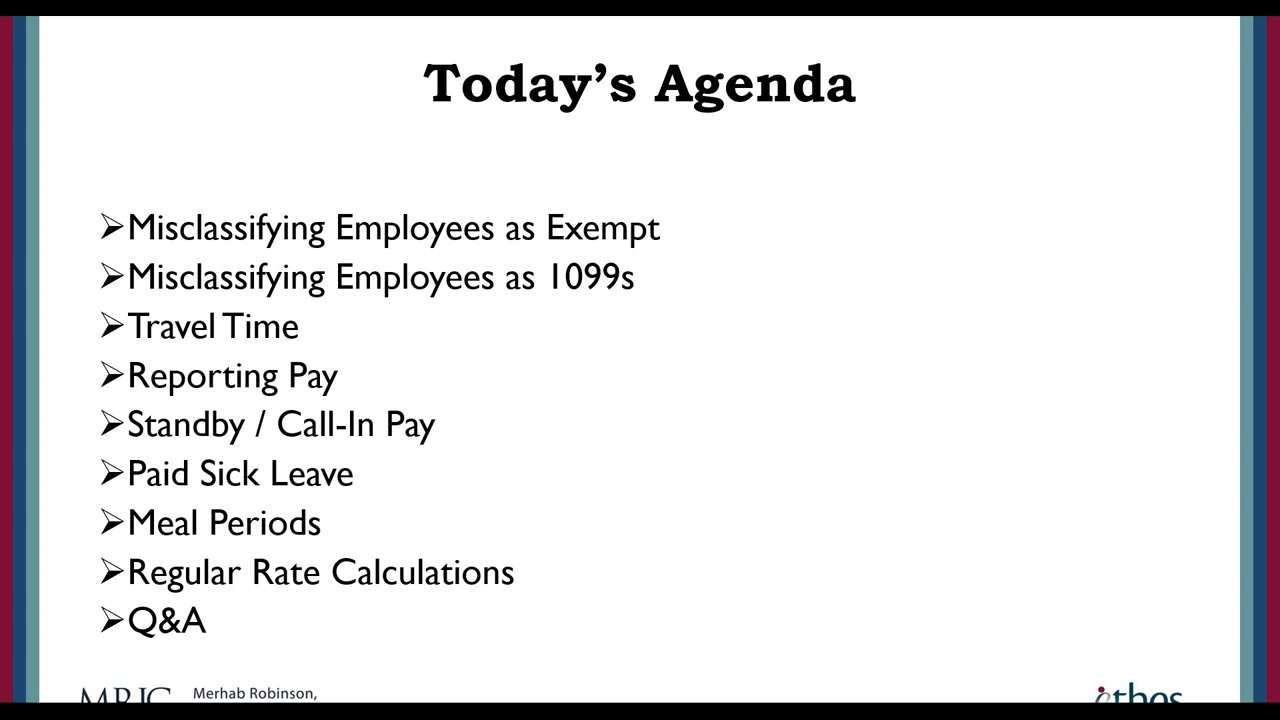 Today’s Agenda
➢Misclassifying Employees as Exempt
➢Misclassifying Employees as 1099s
➢Travel Time
➢Reporting Pay
➢Standby / Call-In Pay
➢Paid Sick Leave
➢Meal Periods
➢Regular Rate Calculations
➢Q&A
Merhab Robinson,
ethos